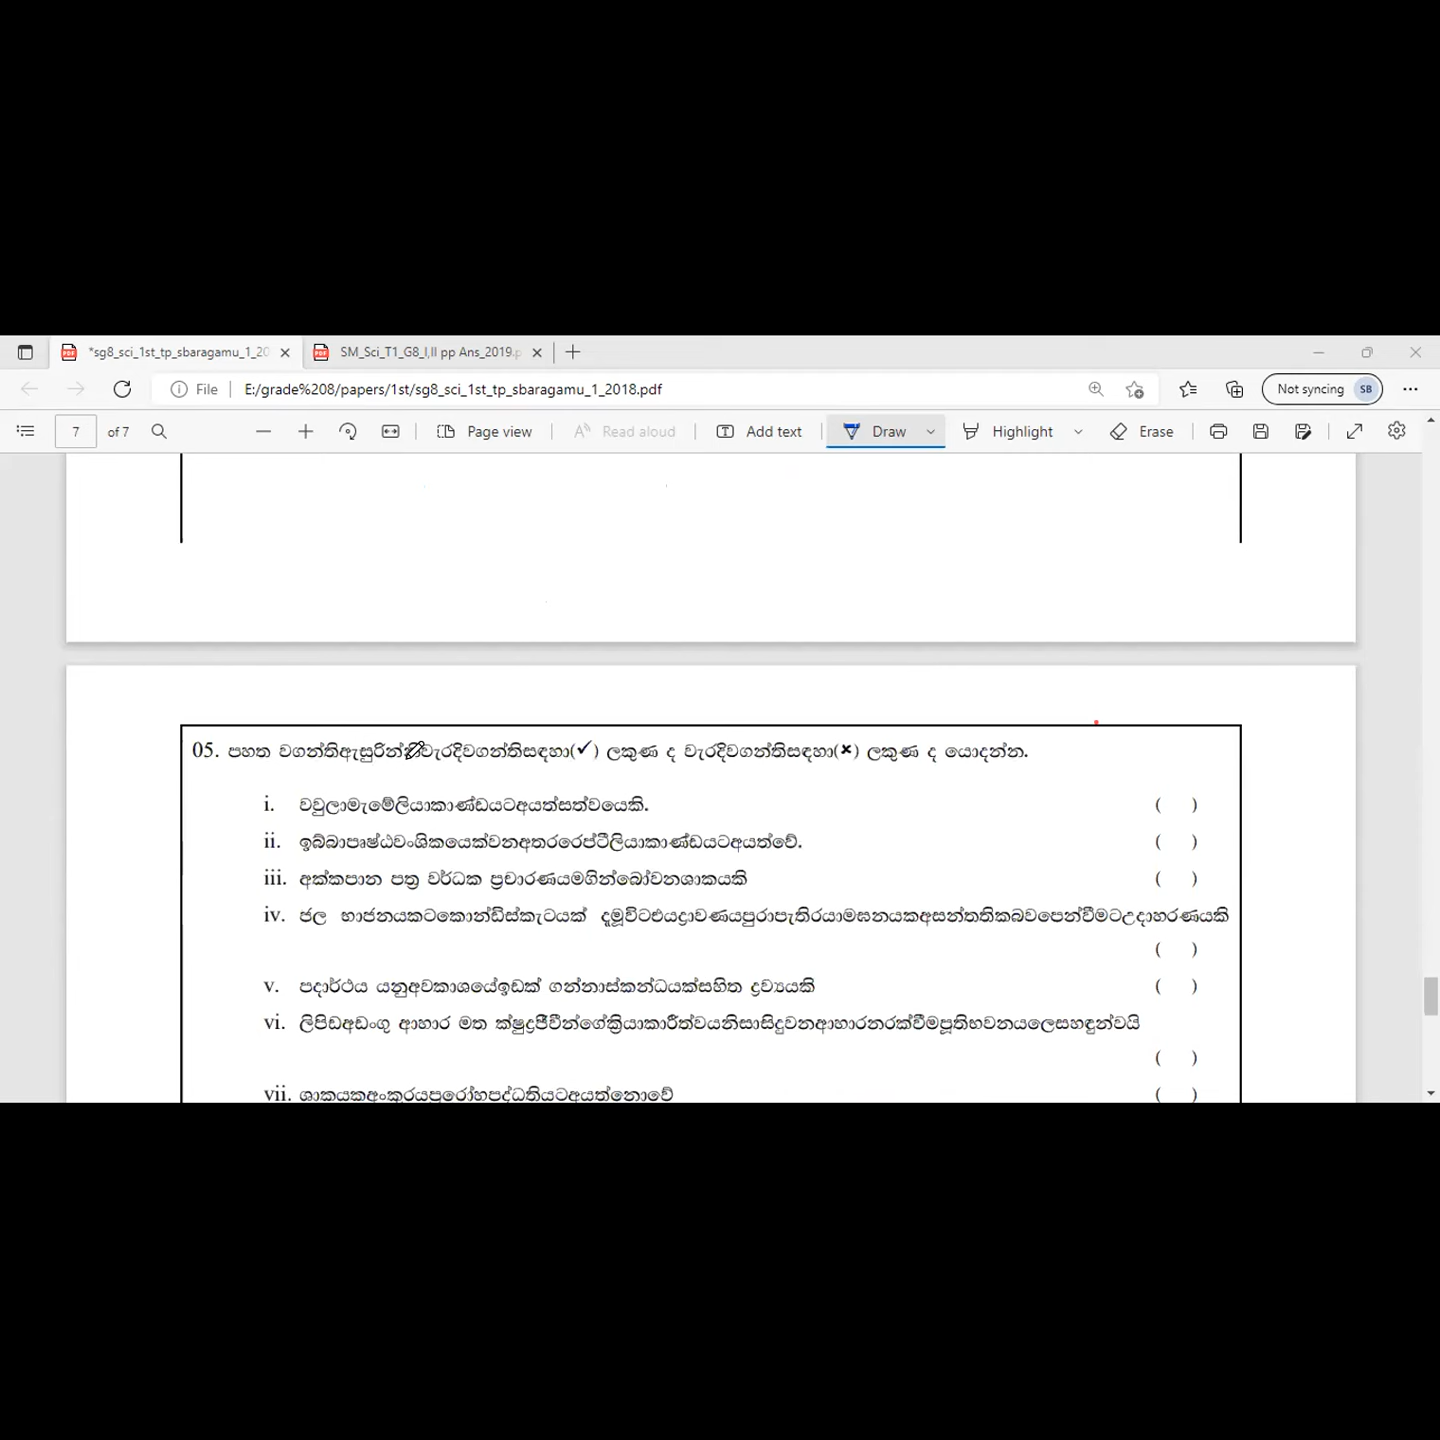 *sg8_sci_1st_tp_sbaragamu_1_20
SM_Sci_T1_G8_I,II pp Ans_2019.p
File E:/grade%208/papers/1st/sg8_sci_1st_tp_sbaragamu_1_2018.pdf Not syncing SB
7 of 7 Page view Read aloud Add text Draw Highlight Erase
05. පහත වගන්තිඇසුරින්නිවැරදිවගන්තිසඳහා(✓) ලකුණ ද වැරදිවගන්තිසඳහා(×) ලකුණ ද යොදන්න.
i. වවුලාමැමේලියාකාණ්ඩයටඅයත්සත්වයෙකි. ( )
ii. ඉබ්බාපෘෂ්ඨවංශිකයෙක්වනඅතරරෙප්ටීලියාකාණ්ඩයටඅයත්වේ. ( )
iii. අක්කපාන පත්‍ර වර්ධක ප්‍රචාරණයමගින්බෝවනශාකයකි ( )
iv. ජල භාජනයකටකොන්ඩිස්කැටයක් දැමූවිටඑයද්‍රාවණයපුරාපැතිරයාමඝනයකඅසන්තතිකබවපෙන්වීමටඋදාහරණයකි
( )
v. පදාර්ථය යනුඅවකාශයේඉඩක් ගන්නාස්කන්ධයක්සහිත ද්‍රව්‍යයකි ( )
vi. ලිපිඩඅඩංගු ආහාර මත ක්ෂුද්‍රජීවීන්ගේක්‍රියාකාරීත්වයනිසාසිදුවනආහාරනරක්වීමපූතිභවනයලෙසහඳුන්වයි
( )
vii. ශාකයකඅංකුරයප්‍රරෝහපද්ධතියටඅයත්නොවේ ( )